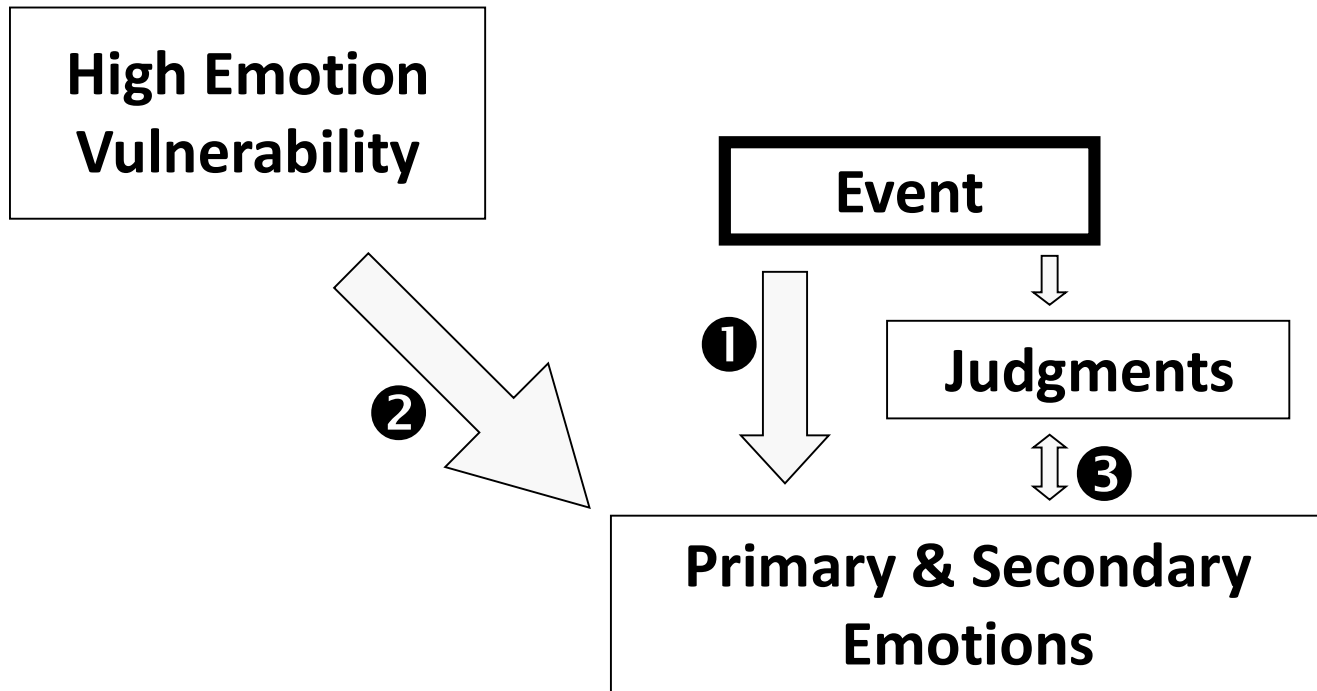 High Emotion
Vulnerability
Event
❶
Judgments
❷
❸
Primary & Secondary
Emotions